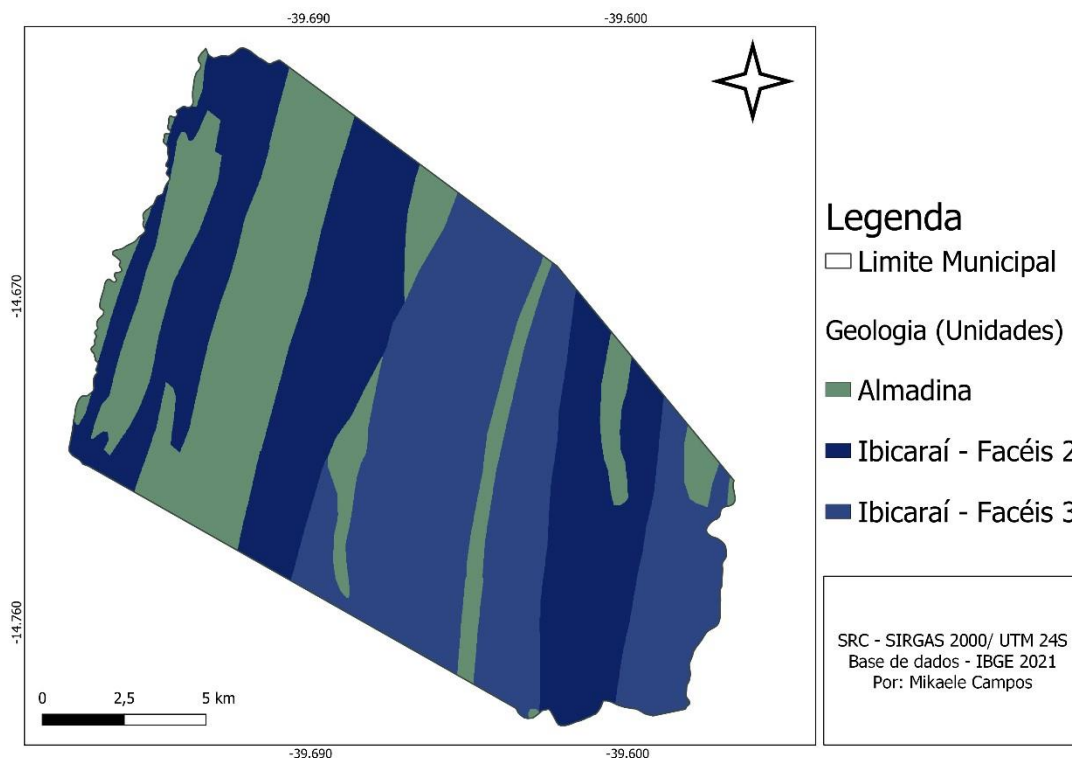 -39.690 -39.600
-14.670
-14.760
Legenda
Limite Municipal
Geologia (Unidades)
Almadina
Ibicaraí - Facéis 2
Ibicaraí - Facéis 3
SRC - SIRGAS 2000/ UTM 24S
Base de dados - IBGE 2021
Por: Mikaele Campos
0 2,5 5 km
-39.690 -39.600